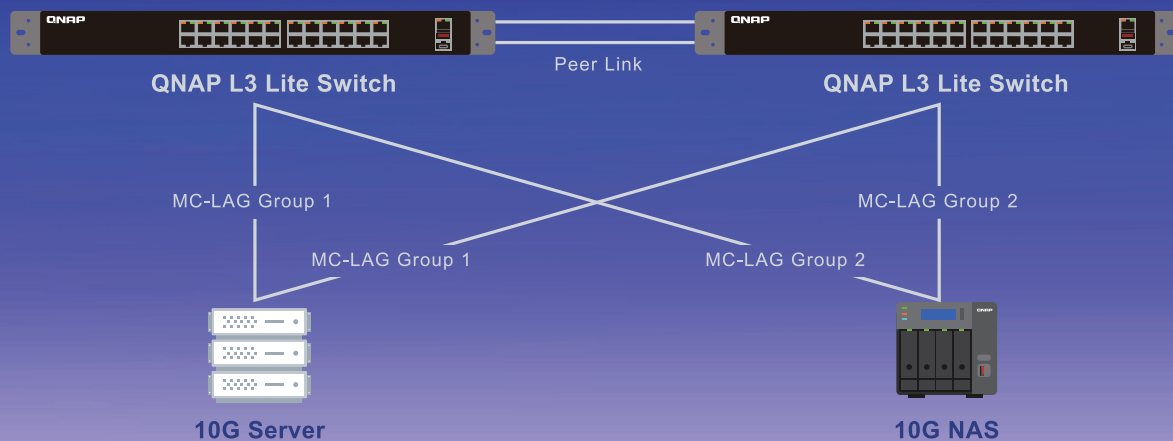 QNAP
QNAP
Peer Link
QNAP L3 Lite Switch
QNAP L3 Lite Switch
MC-LAG Group 1
MC-LAG Group 2
MC-LAG Group 1
MC-LAG Group 2
QNAP
10G Server
10G NAS